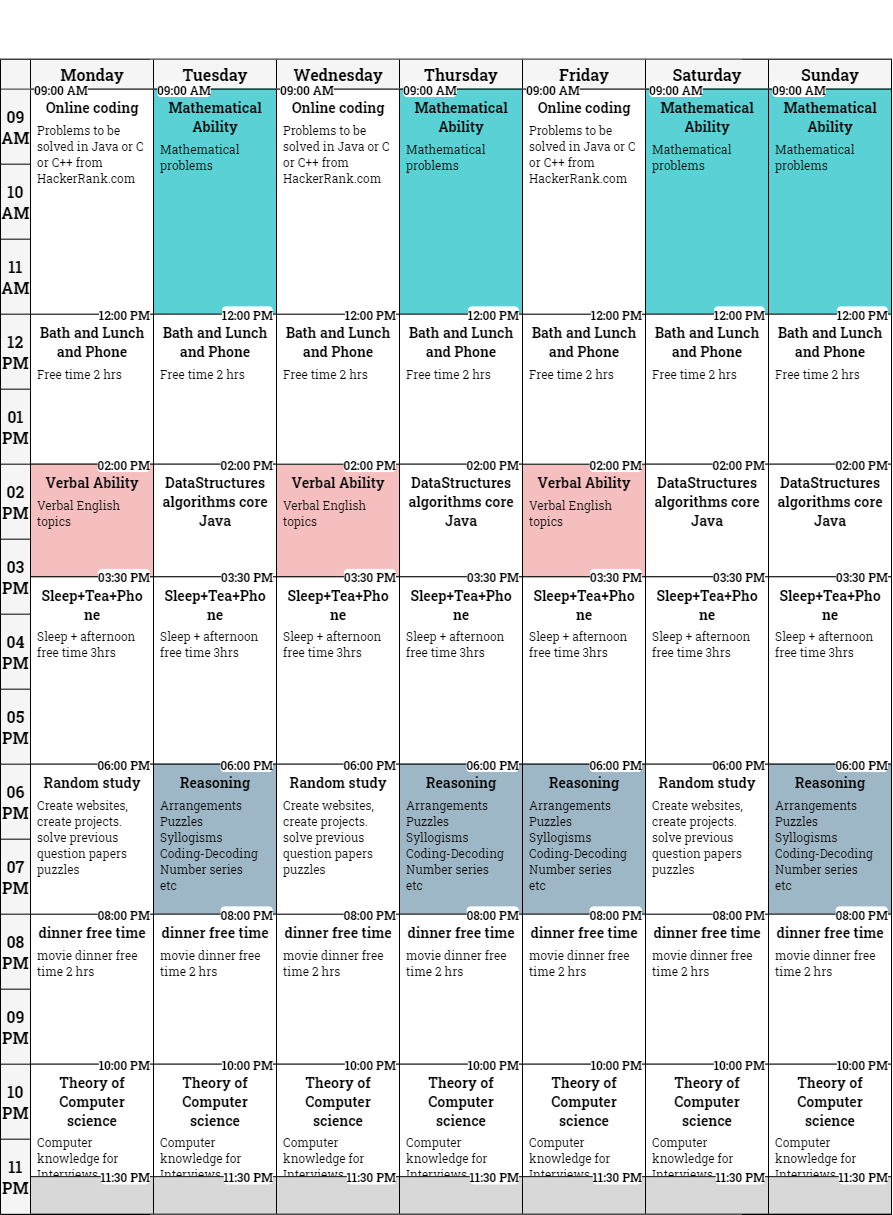 Monday Tuesday Wednesday Thursday Friday Saturday Sunday
09:00 AM 09:00 AM 09:00 AM 09:00 AM 09:00 AM 09:00 AM 09:00 AM
09 Online coding Mathematical Online coding Mathematical Online coding Mathematical Mathematical
AM Problems to be Ability Problems to be Ability Problems to be Ability Ability
solved in Java or C Mathematical solved in Java or C Mathematical solved in Java or C Mathematical Mathematical
or C++ from problems or C++ from problems or C++ from problems problems
HackerRank.com HackerRank.com HackerRank.com
10
AM
11
AM
12:00 PM 12:00 PM 12:00 PM 12:00 PM 12:00 PM 12:00 PM 12:00 PM
12 Bath and Lunch Bath and Lunch Bath and Lunch Bath and Lunch Bath and Lunch Bath and Lunch Bath and Lunch
PM and Phone and Phone and Phone and Phone and Phone and Phone and Phone
Free time 2 hrs Free time 2 hrs Free time 2 hrs Free time 2 hrs Free time 2 hrs Free time 2 hrs Free time 2 hrs
01
PM
02:00 PM 02:00 PM 02:00 PM 02:00 PM 02:00 PM 02:00 PM 02:00 PM
02 Verbal Ability DataStructures Verbal Ability DataStructures Verbal Ability DataStructures DataStructures
PM Verbal English algorithms core Verbal English algorithms core Verbal English algorithms core algorithms core
topics Java topics Java topics Java Java
03
PM
03:30 PM 03:30 PM 03:30 PM 03:30 PM 03:30 PM 03:30 PM 03:30 PM
Sleep+Tea+Pho Sleep+Tea+Pho Sleep+Tea+Pho Sleep+Tea+Pho Sleep+Tea+Pho Sleep+Tea+Pho Sleep+Tea+Pho
ne ne ne ne ne ne ne
04 Sleep + afternoon Sleep + afternoon Sleep + afternoon Sleep + afternoon Sleep + afternoon Sleep + afternoon Sleep + afternoon
PM free time 3hrs free time 3hrs free time 3hrs free time 3hrs free time 3hrs free time 3hrs free time 3hrs
05
PM
06:00 PM 06:00 PM 06:00 PM 06:00 PM 06:00 PM 06:00 PM 06:00 PM
06 Random study Reasoning Random study Reasoning Reasoning Random study Reasoning
PM Create websites, Arrangements Create websites, Arrangements Arrangements Create websites, Arrangements
create projects. Puzzles create projects. Puzzles Puzzles create projects. Puzzles
solve previous Syllogisms solve previous Syllogisms Syllogisms solve previous Syllogisms
07 question papers Coding-Decoding question papers Coding-Decoding Coding-Decoding question papers Coding-Decoding
PM puzzles Number series puzzles Number series Number series puzzles Number series
etc etc etc etc
08:00 PM 08:00 PM 08:00 PM 08:00 PM 08:00 PM 08:00 PM 08:00 PM
08 dinner free time dinner free time dinner free time dinner free time dinner free time dinner free time dinner free time
PM movie dinner free movie dinner free movie dinner free movie dinner free movie dinner free movie dinner free movie dinner free
time 2 hrs time 2 hrs time 2 hrs time 2 hrs time 2 hrs time 2 hrs time 2 hrs
09
PM
10:00 PM 10:00 PM 10:00 PM 10:00 PM 10:00 PM 10:00 PM 10:00 PM
10 Theory of Theory of Theory of Theory of Theory of Theory of Theory of
PM Computer Computer Computer Computer Computer Computer Computer
science science science science science science science
Computer Computer Computer Computer Computer Computer Computer
11 knowledge for knowledge for knowledge for knowledge for knowledge for knowledge for knowledge for
PM Interviews Interviews Interviews Interviews Interviews Interviews Interviews
11:30 PM 11:30 PM 11:30 PM 11:30 PM 11:30 PM 11:30 PM 11:30 PM